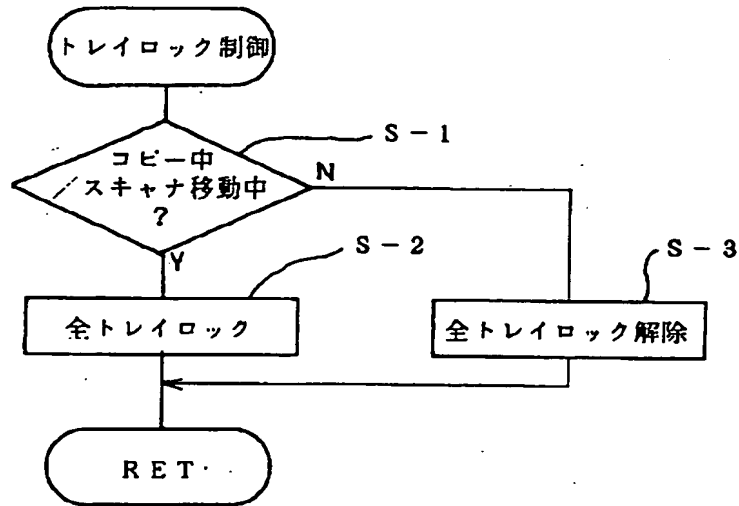 トレイロック制御
S-1
コピー中
／スキャナ移動中
?
N
Y
S-2
S-3
全トレイロック
全トレイロック解除
RET